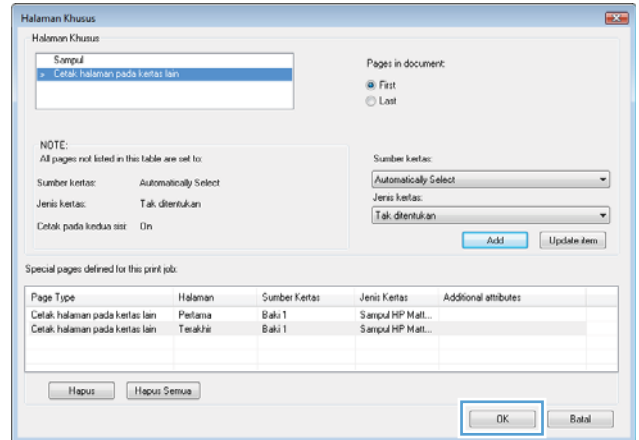 Halaman Khusus
Halaman Khusus
Sampul
» Cetak halaman pada kertas lain
Pages in document:
First
Last
NOTE:
All pages not listed in this table are set to:
Sumber kertas: Automatically Select
Jenis kertas: Tak ditentukan
Cetak pada kedua sisi: On
Sumber kertas:
Automatically Select
Jenis kertas:
Tak ditentukan
Add Update item
Special pages defined for this print job:
Page Type Halaman Sumber Kertas Jenis Kertas Additional attributes
Cetak halaman pada kertas lain Pertama Baki 1 Sampul HP Matt...
Cetak halaman pada kertas lain Terakhir Baki 1 Sampul HP Matt...
Hapus Hapus Semua
OK Batal